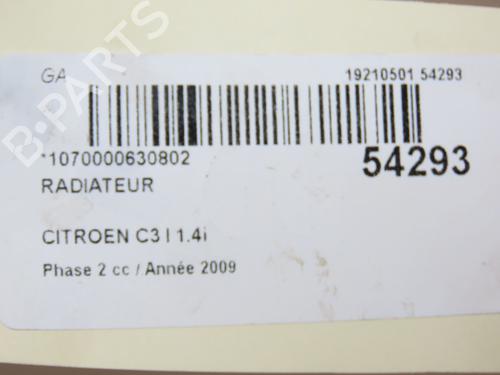 GA
19210501 54293
*1070000630802
54293
RADIATEUR
CITROEN C3 I 1.4i
Phase 2 cc / Année 2009
B-PARTS